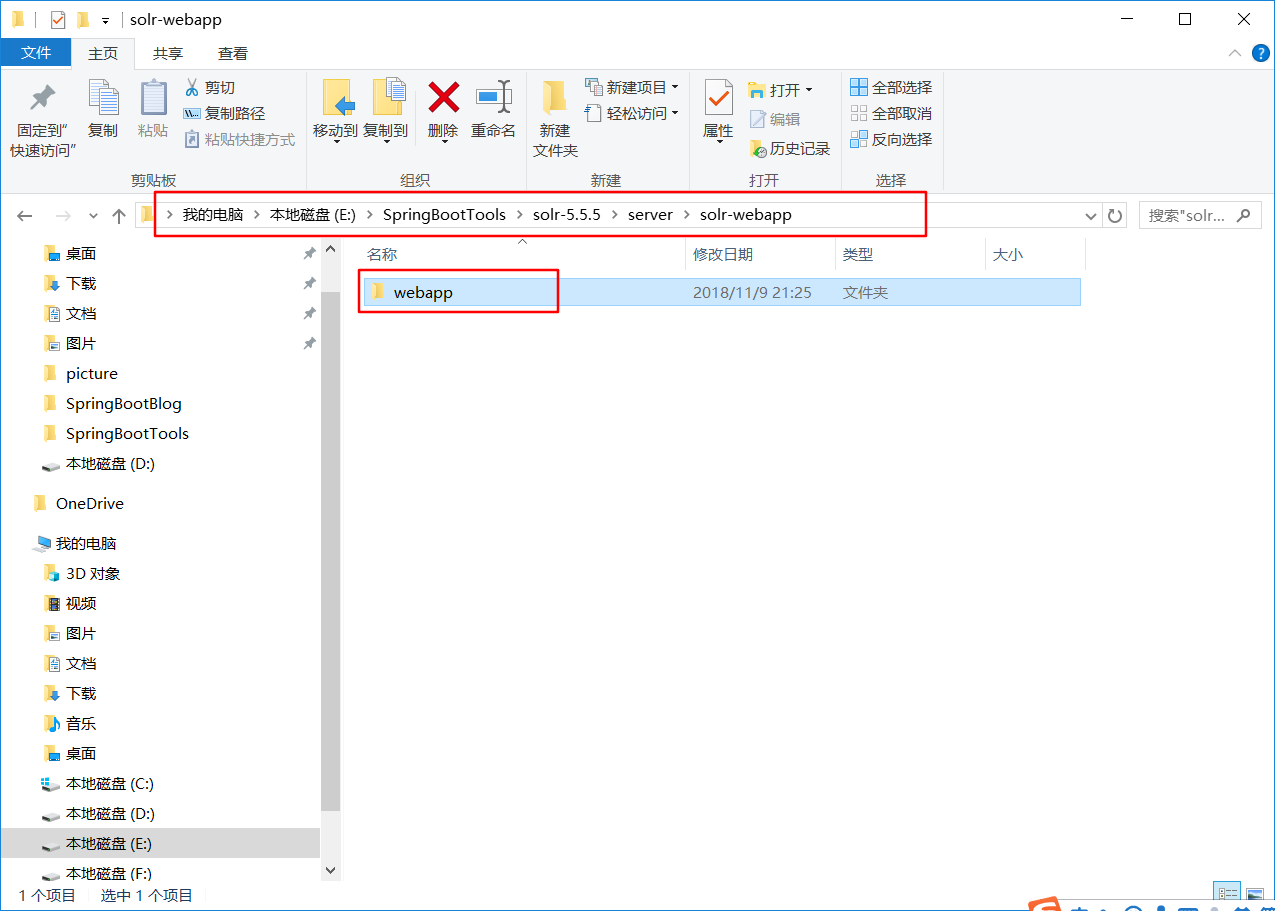 solr-webapp
文件 主页 共享 查看
固定到"
快速访问"
复制
粘贴
剪切
复制路径
粘贴快捷方式
剪贴板
移动到
复制到
删除
重命名
组织
新建
文件夹
新建项目
轻松访问
新建
属性
打开
编辑
历史记录
打开
全部选择
全部取消
反向选择
选择
我的电脑 > 本地磁盘 (E:) > SpringBootTools > solr-5.5.5 > server > solr-webapp
搜索"solr...
桌面
下载
文档
图片
picture
SpringBootBlog
SpringBootTools
本地磁盘 (D:)
OneDrive
我的电脑
3D 对象
视频
图片
文档
下载
音乐
桌面
本地磁盘 (C:)
本地磁盘 (D:)
本地磁盘 (E:)
本地磁盘 (F:)
名称 修改日期 类型 大小
webapp 2018/11/9 21:25 文件夹
1 个项目 选中 1 个项目